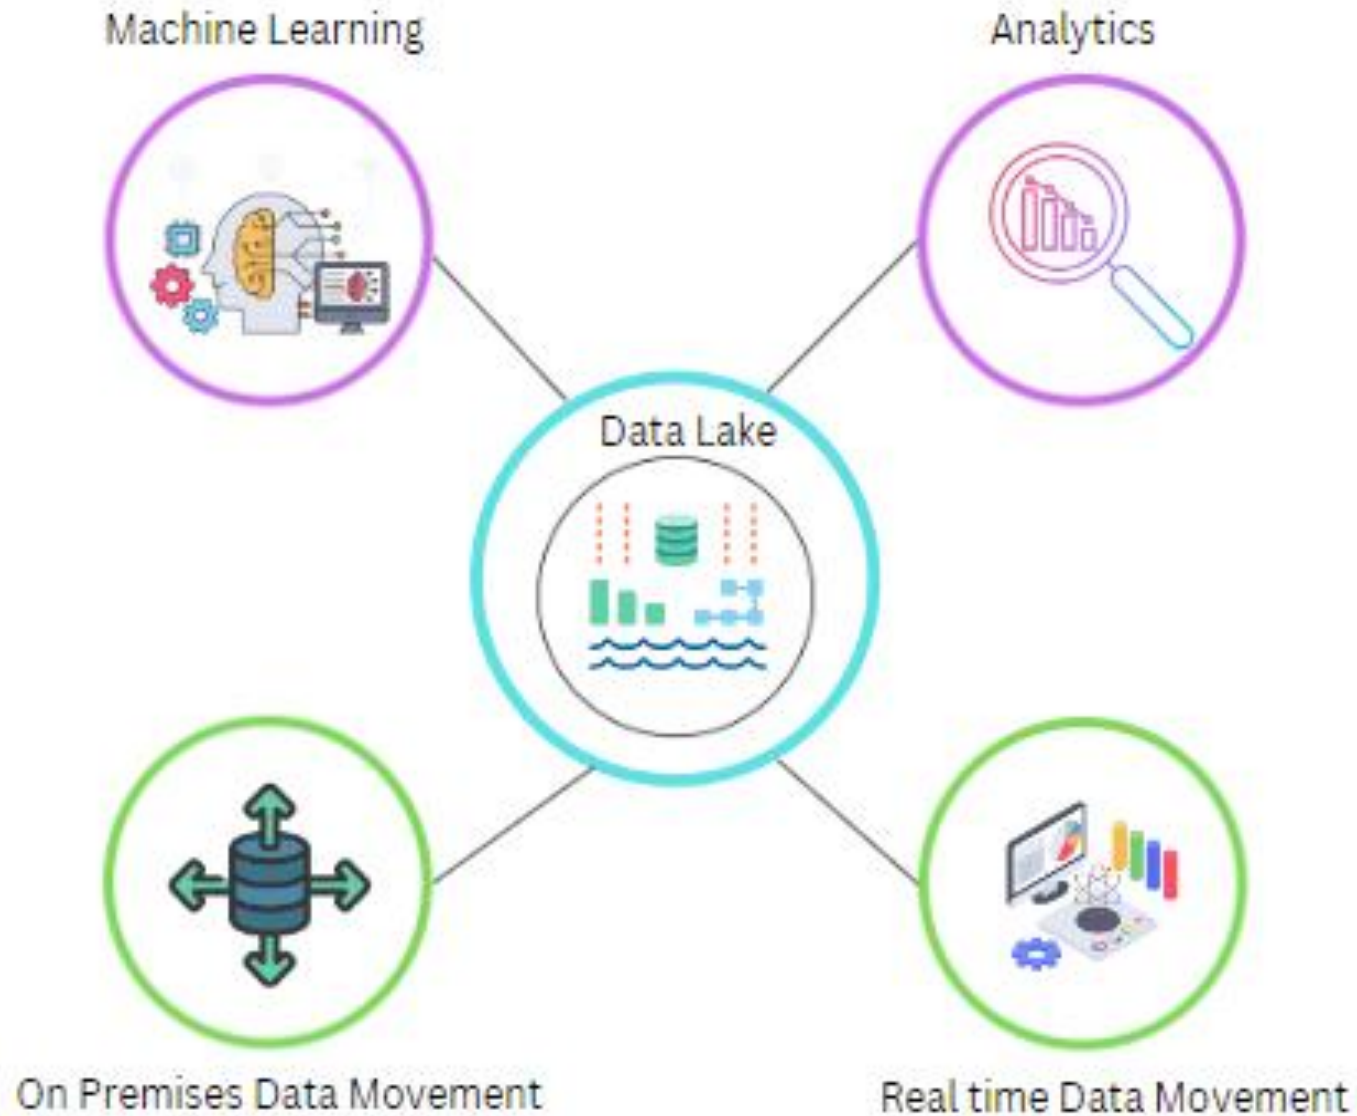 Machine Learning
Analytics
Data Lake
On Premises Data Movement
Real time Data Movement